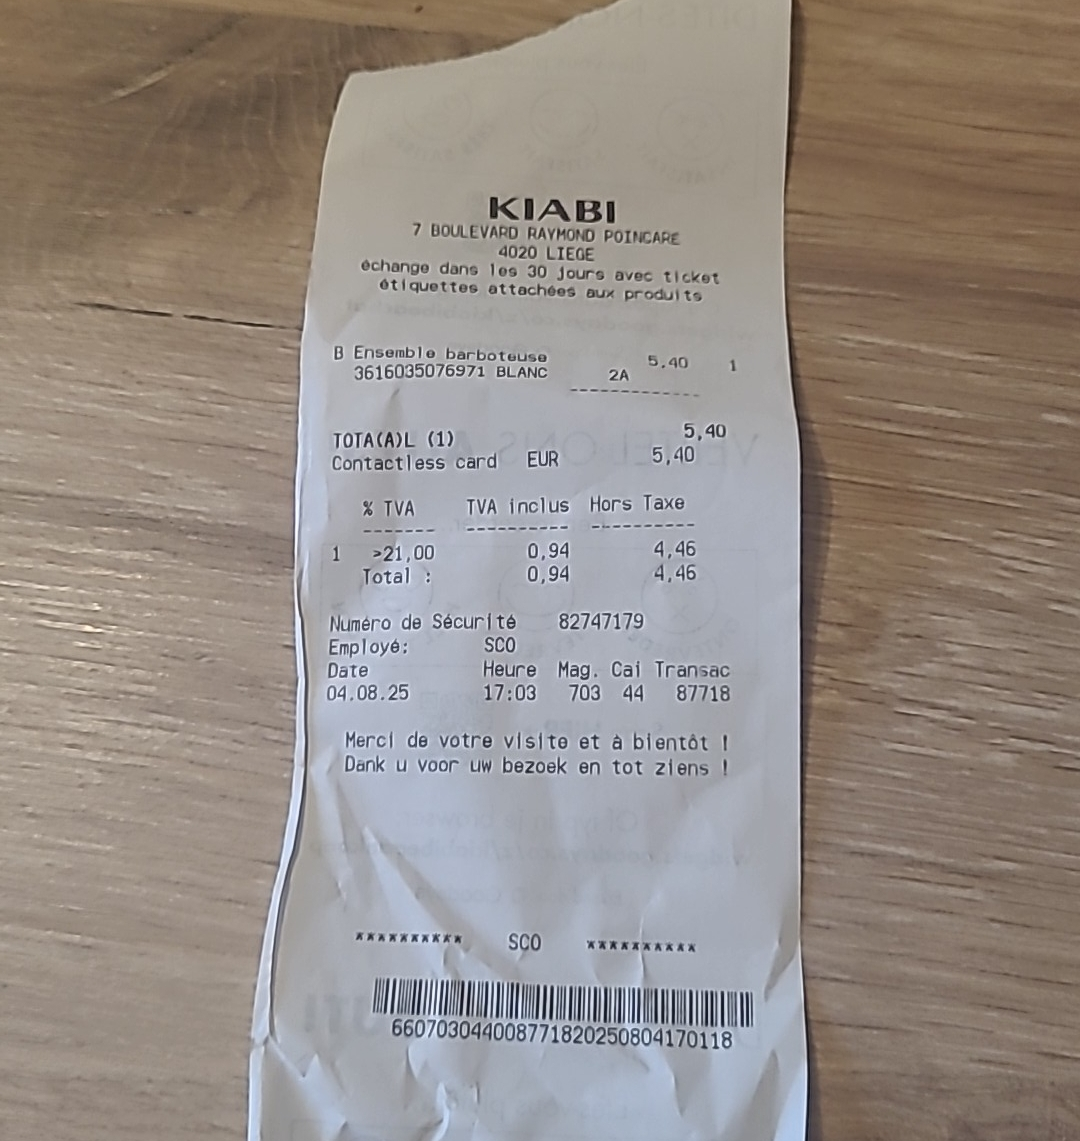 KIABI
7 BOULEVARD RAYMOND POINCARE
4020 LIEGE
échange dans les 30 jours avec ticket
étiquettes attachées aux produits
B Ensemble barboteuse 5,40 1
3616035076971 BLANC 2A
------------
TOTA(A)L (1) 5,40
Contactless card EUR 5,40
% TVA TVA inclus Hors Taxe
------- ---------- ----------
1 >21,00 0,94 4,46
Total : 0,94 4,46
Numéro de Sécurité 82747179
Employé: SCO
Date Heure Mag. Cai Transac
04.08.25 17:03 703 44 87718
Merci de votre visite et à bientôt !
Dank u voor uw bezoek en tot ziens !
********** SCO **********
660703044008771820250804170118